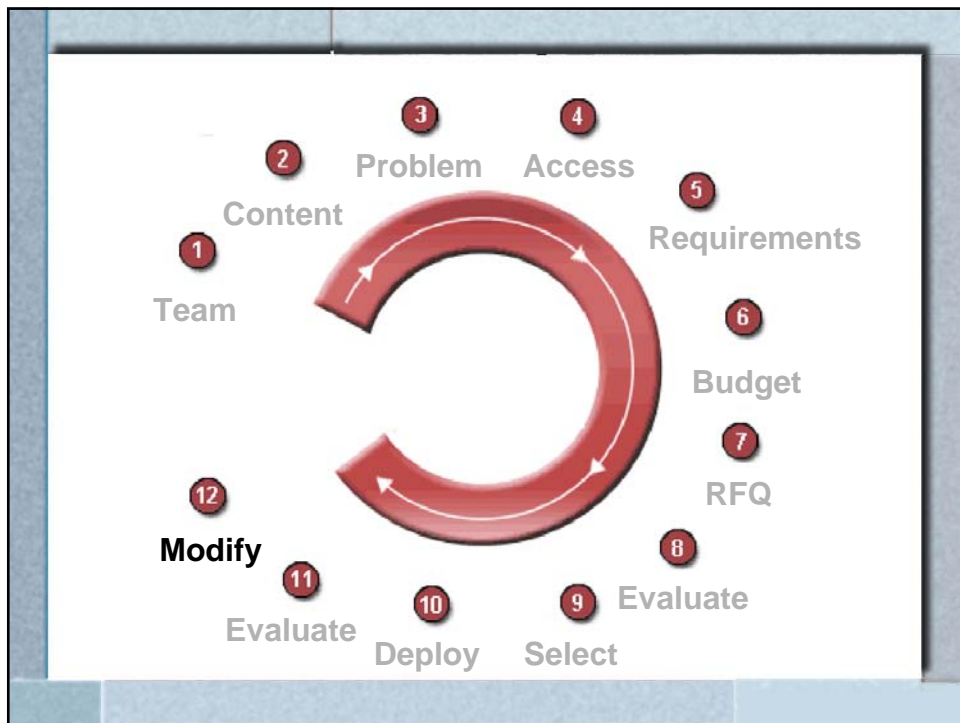 1
Team
2
Content
3
Problem
4
Access
5
Requirements
6
Budget
7
RFQ
8
Evaluate
9
Select
10
Deploy
11
Evaluate
12
Modify